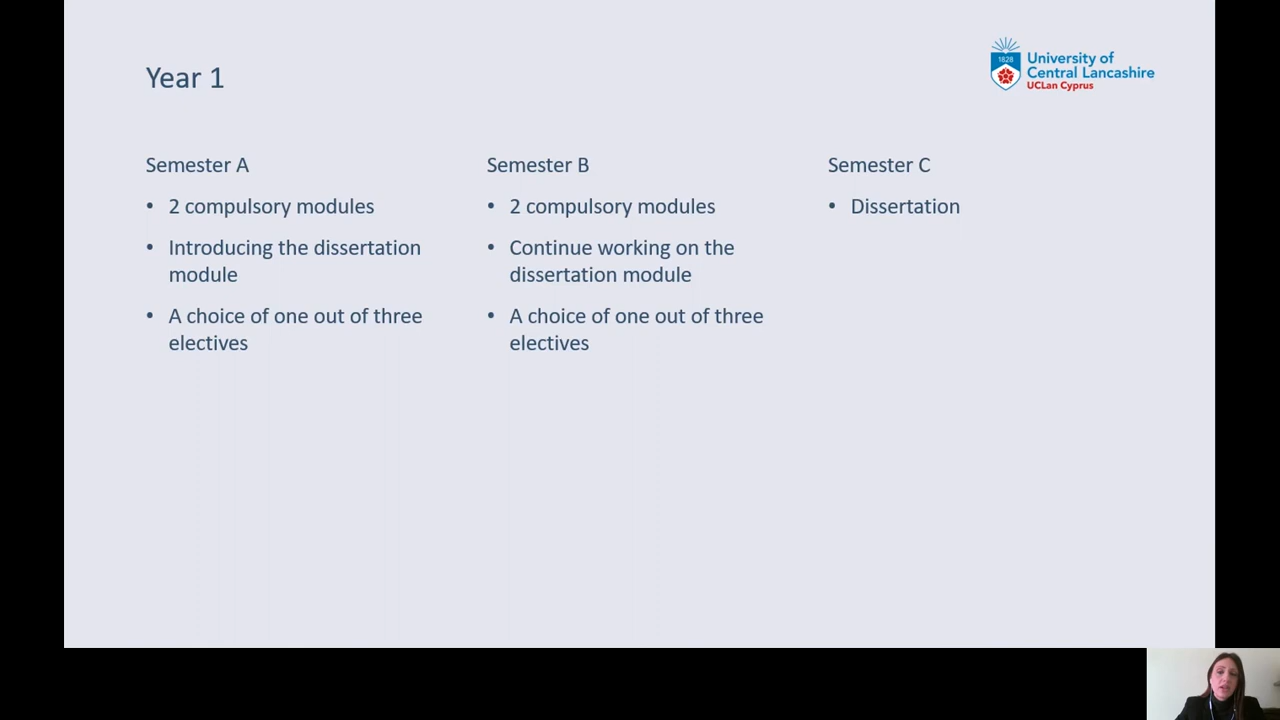 Year 1
1828
University of
Central Lancashire
UCLan Cyprus
Semester A
• 2 compulsory modules
• Introducing the dissertation
module
• A choice of one out of three
electives
Semester B
• 2 compulsory modules
• Continue working on the
dissertation module
• A choice of one out of three
electives
Semester C
• Dissertation